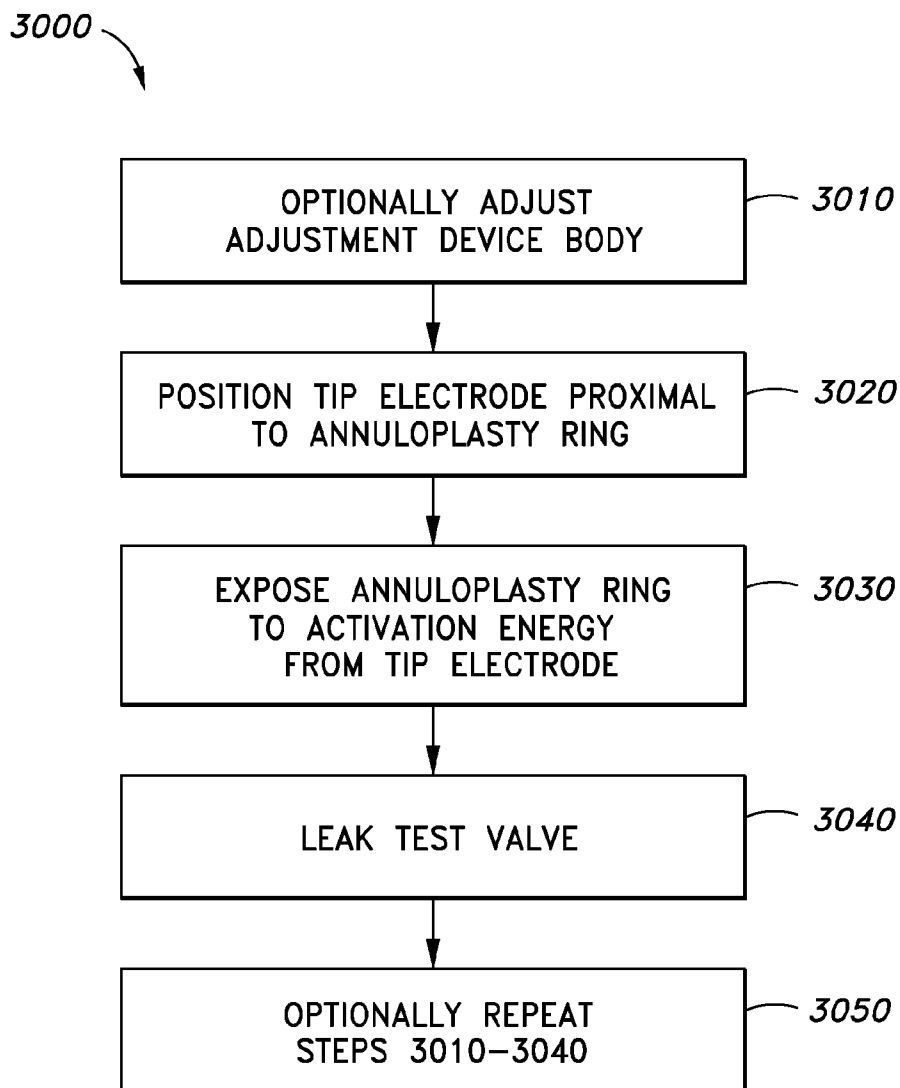 3000
OPTIONALLY ADJUST
ADJUSTMENT DEVICE BODY
3010
POSITION TIP ELECTRODE PROXIMAL
TO ANNULOPLASTY RING
3020
EXPOSE ANNULOPLASTY RING
TO ACTIVATION ENERGY
FROM TIP ELECTRODE
3030
LEAK TEST VALVE
3040
OPTIONALLY REPEAT
STEPS 3010–3040
3050